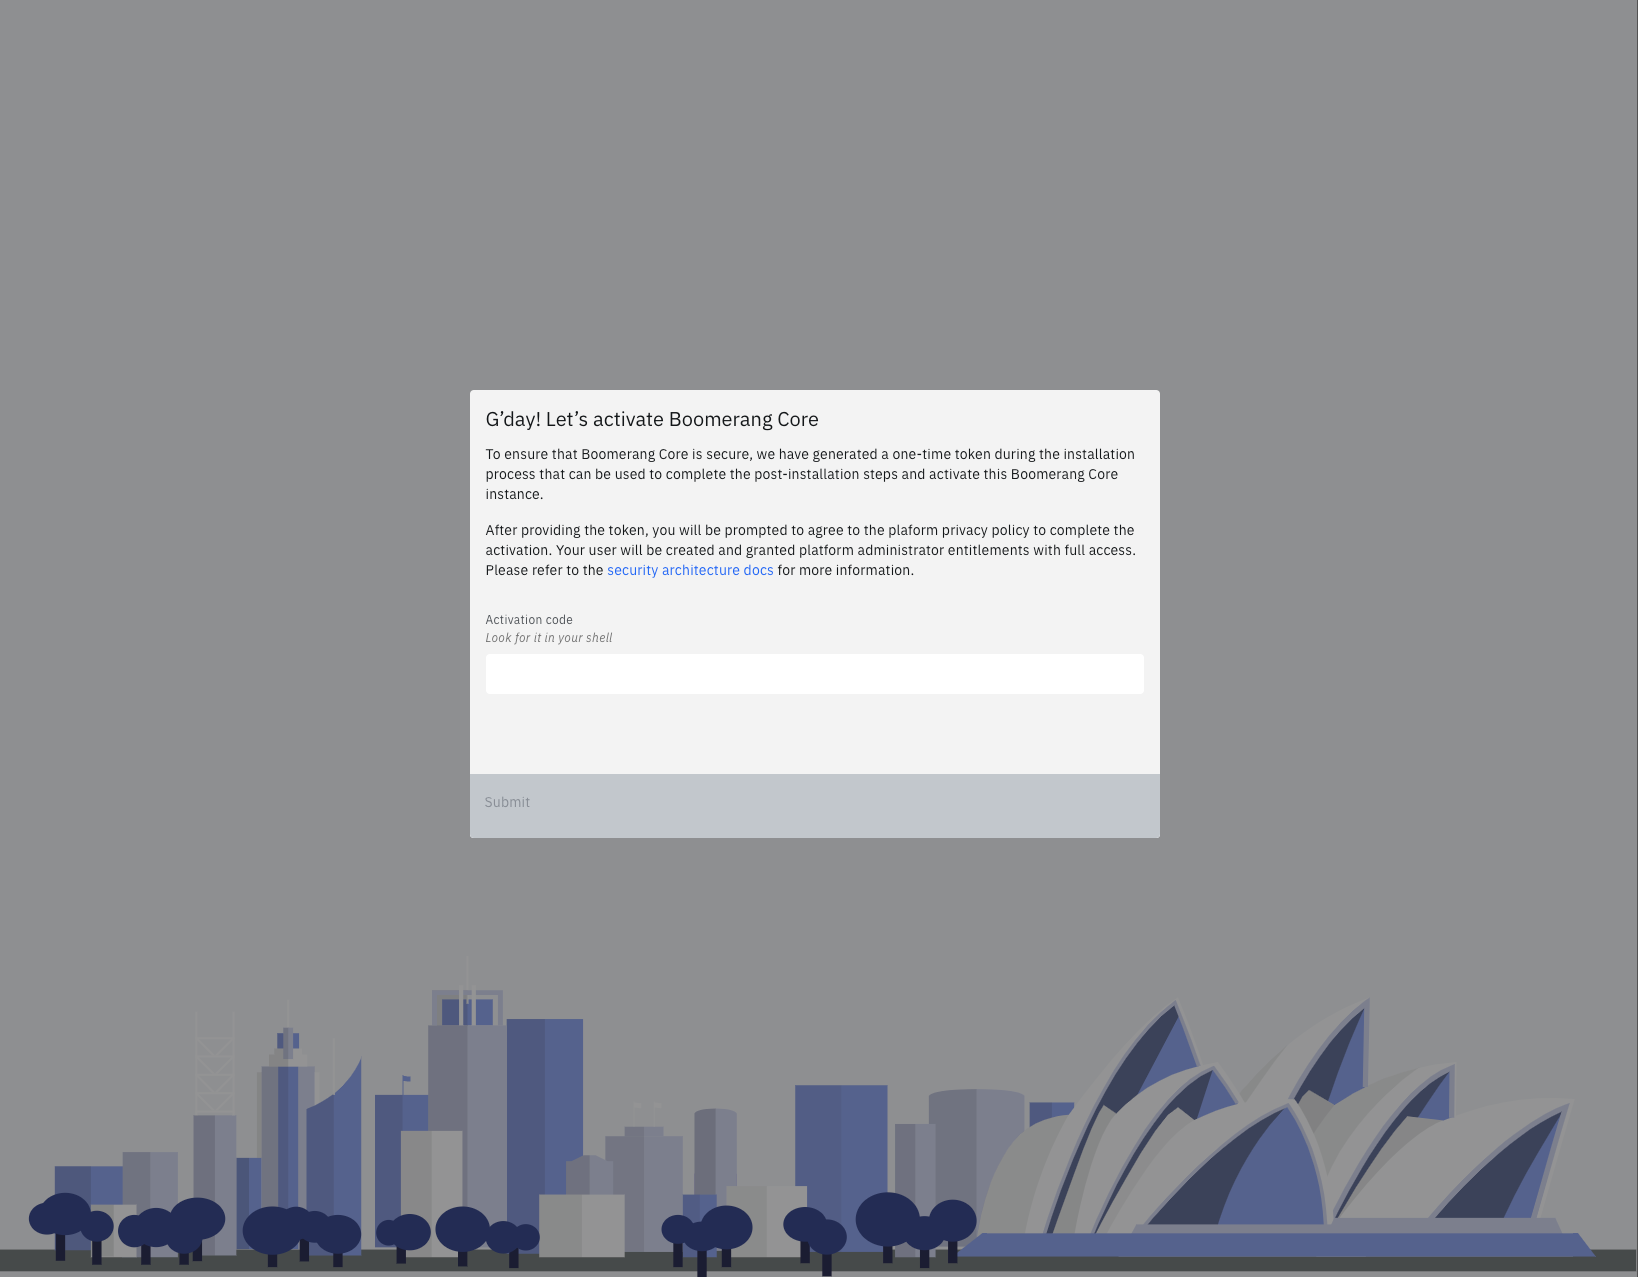 G’day! Let’s activate Boomerang Core
To ensure that Boomerang Core is secure, we have generated a one-time token during the installation
process that can be used to complete the post-installation steps and activate this Boomerang Core
instance.
After providing the token, you will be prompted to agree to the plaform privacy policy to complete the
activation. Your user will be created and granted platform administrator entitlements with full access.
Please refer to the security architecture docs for more information.
Activation code
Look for it in your shell
Submit